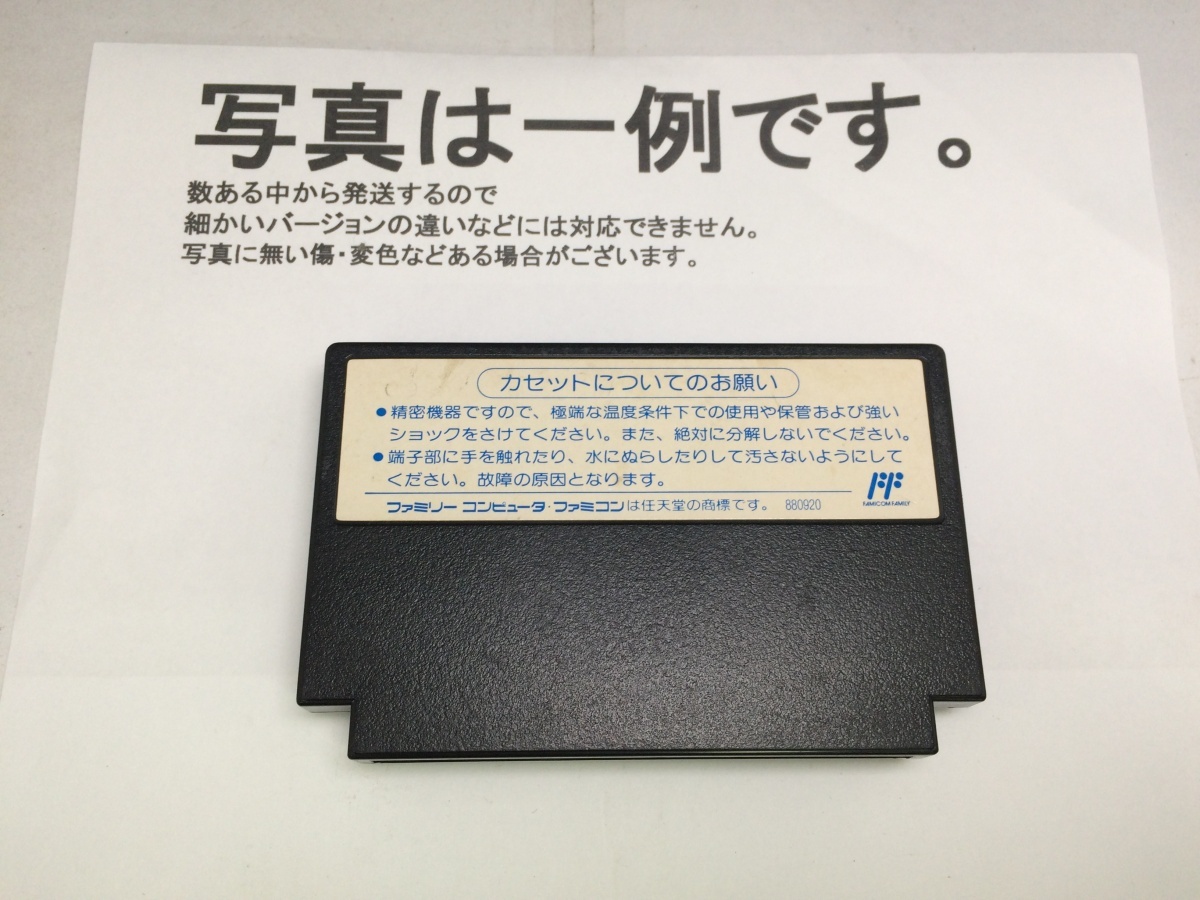 写真は一例です。
数ある中から発送するので
細かいバージョンの違いなどには対応できません。
写真に無い傷・変色などある場合がございます。
カセットについてのお願い
●精密機器ですので、極端な温度条件下での使用や保管および強い
ショックをさけてください。また、絶対に分解しないでください。
●端子部に手を触れたり、水にぬらしたりして汚さないようにして
ください。故障の原因となります。
ファミリーコンピュータ・ファミコンは任天堂の商標です。 880920
FAMICOM FAMILY